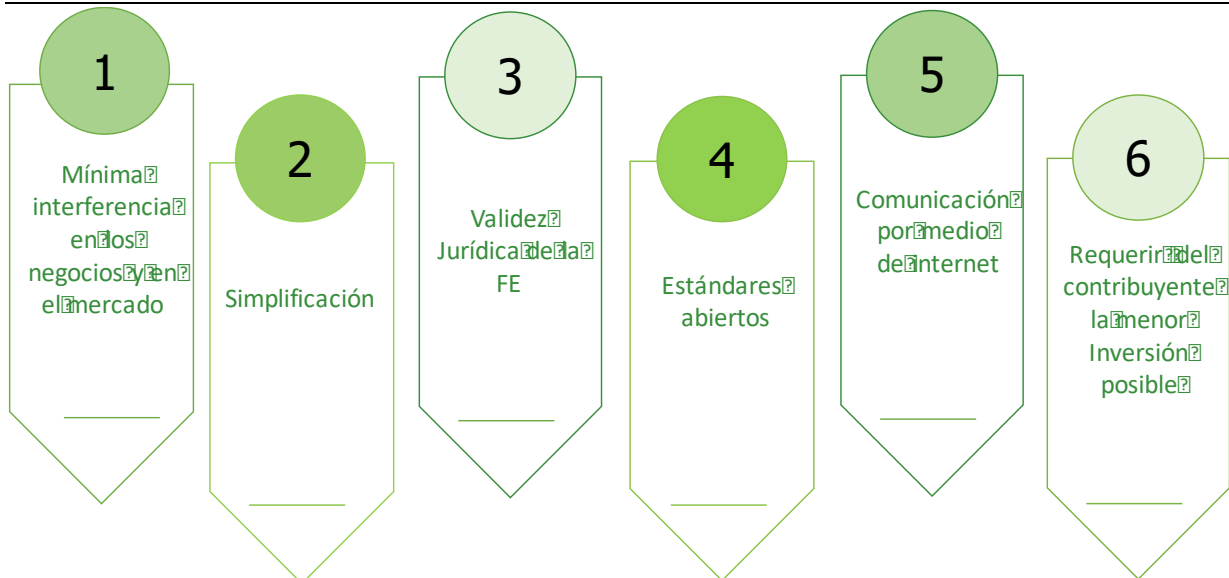 1
Mínima
interferencia
en los
negocios y en
el mercado
2
Simplificación
3
Validez
Jurídica de la
FE
4
Estándares
abiertos
5
Comunicación
por medio
de Internet
6
Requerir del
contribuyente
la menor
Inversión
posible